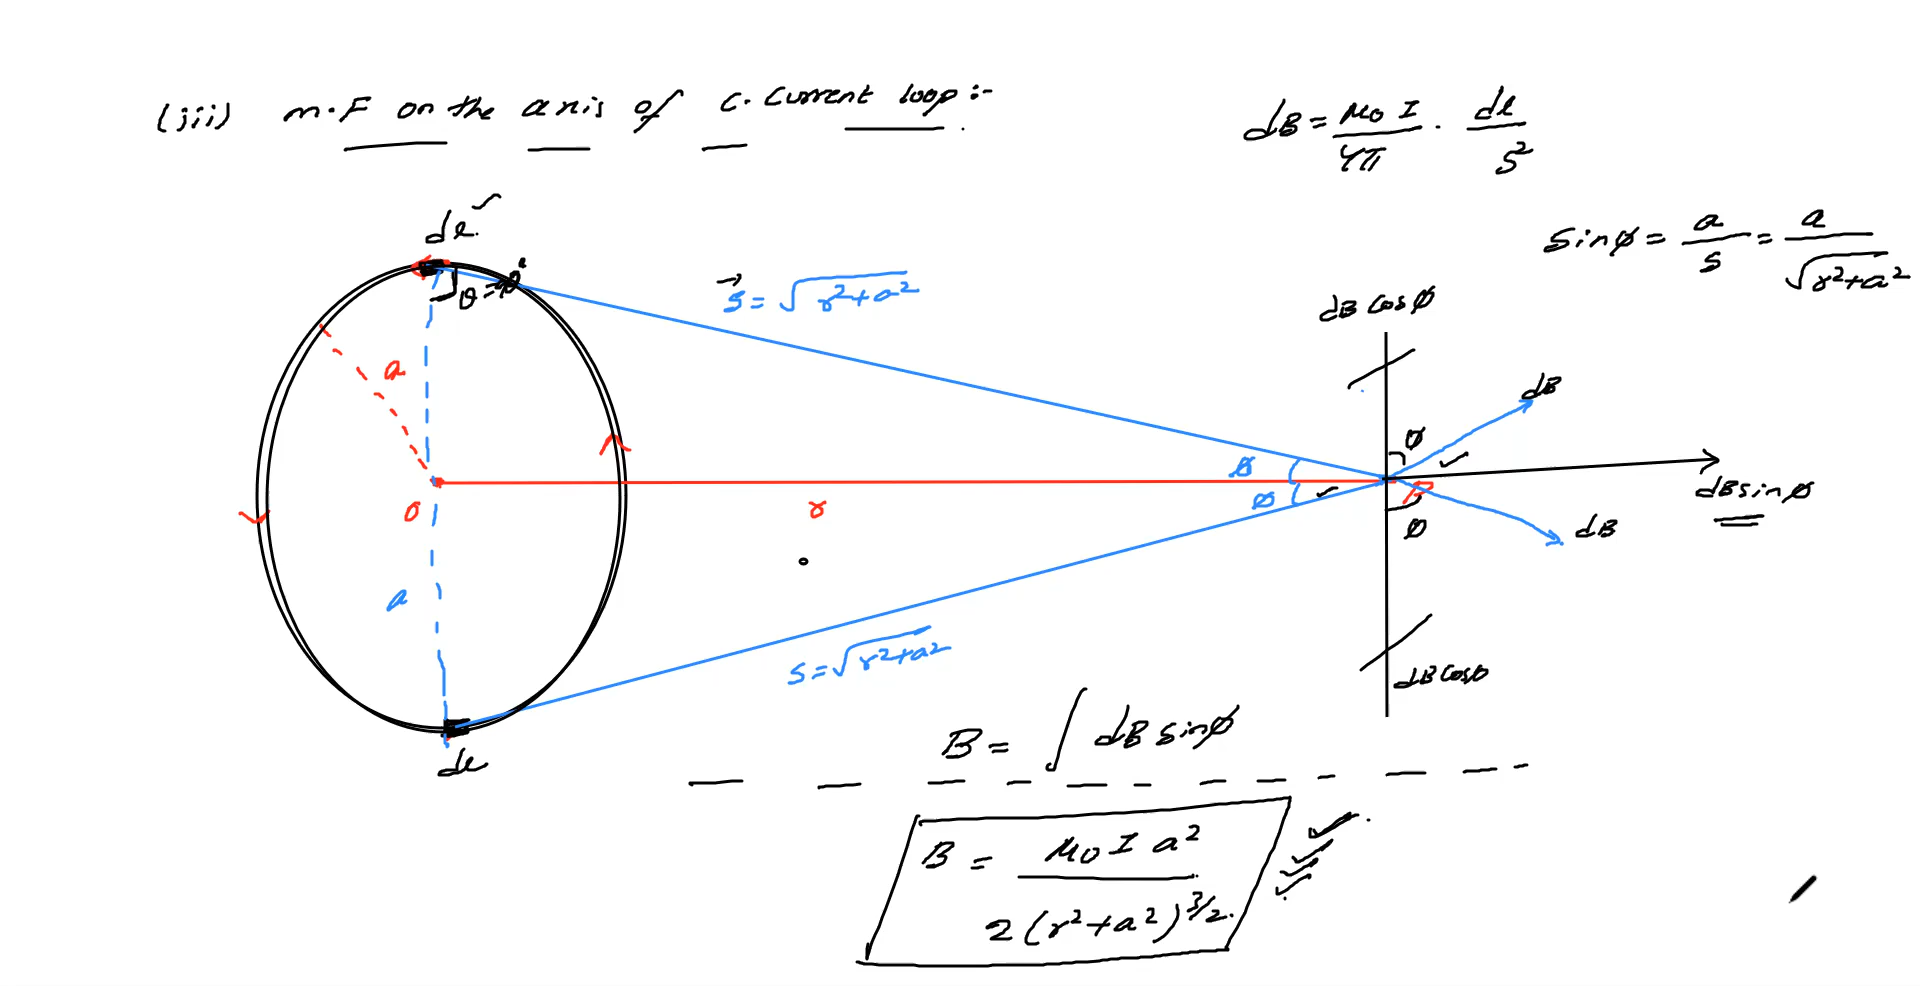 (iii) M.F on the axis of C. Current loop :-
dB = μ₀ I / 4π · dl / s²
sinϕ = a / s = a / √r²+a²
dl
θ=90°
s = √r²+a²
dB cosϕ
a
dB
ϕ
ϕ
ϕ
P
dB sinϕ
O
r
ϕ
dB
a
s = √r²+a²
dB cosϕ
dl
B = ∫ dB sinϕ
B = μ₀ I a² / 2 (r²+a²)^3/2.